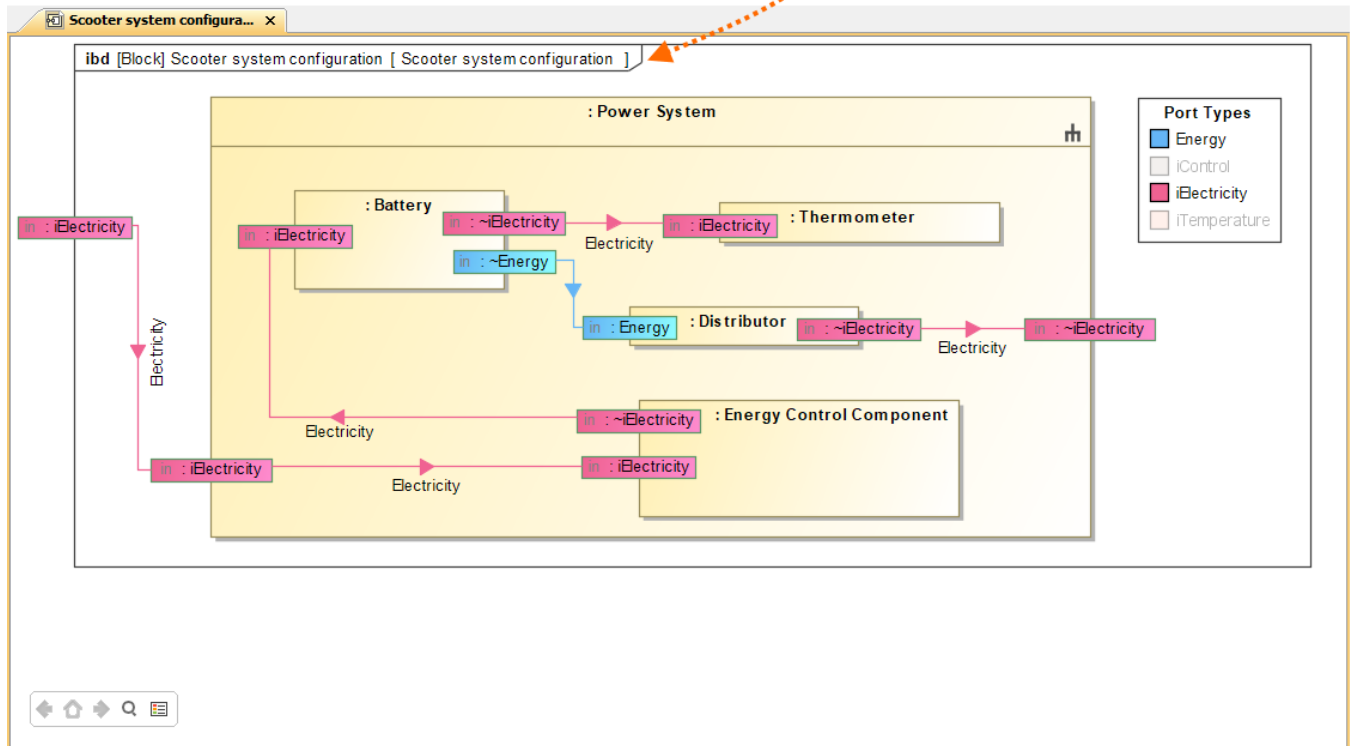 Scooter system configura... X
ibd [Block] Scooter system configuration [ Scooter system configuration ]
: Power System
Port Types
Energy
iControl
iElectricity
iTemperature
: Battery
in : ~iElectricity
: Thermometer
in : iElectricity
in : iElectricity
in : iElectricity
Electricity
in : ~Energy
in : Energy
: Distributor
in : ~iElectricity
in : ~iElectricity
Electricity
Electricity
in : ~iElectricity
: Energy Control Component
Electricity
in : iElectricity
in : iElectricity
Electricity